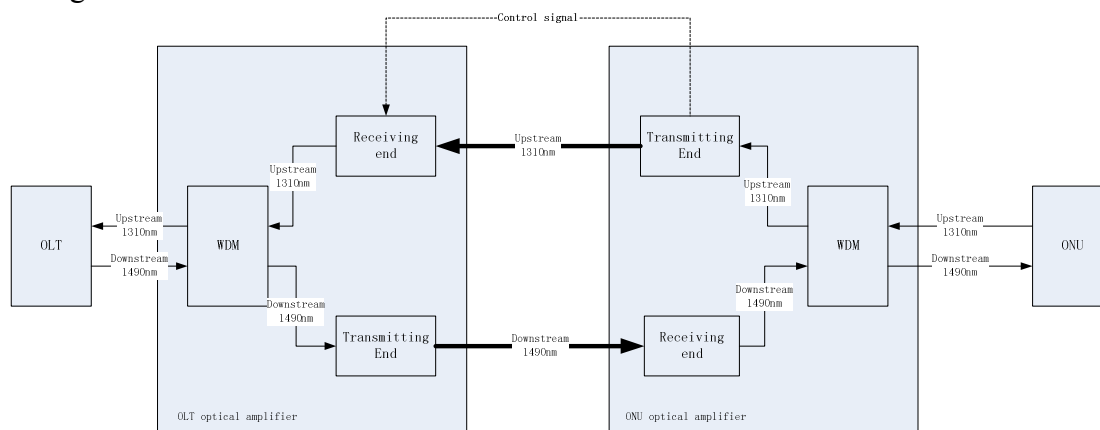 Control signal
Receiving
end
Upstream
1310nm
Transmitting
End
Upstream
1310nm
Upstream
1310nm
OLT
Upstream
1310nm
Downstream
1490nm
WDM
WDM
Upstream
1310nm
Downstream
1490nm
ONU
Downstream
1490nm
Downstream
1490nm
Transmitting
End
Downstream
1490nm
Receiving
end
OLT optical amplifier
ONU optical amplifier